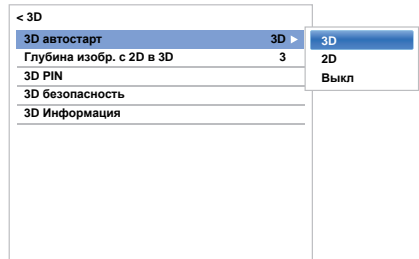 < 3D
3D автостарт 3D ▷
Глубина изобр. с 2D в 3D 3
3D PIN
3D безопасность
3D Информация
3D
2D
Выкл